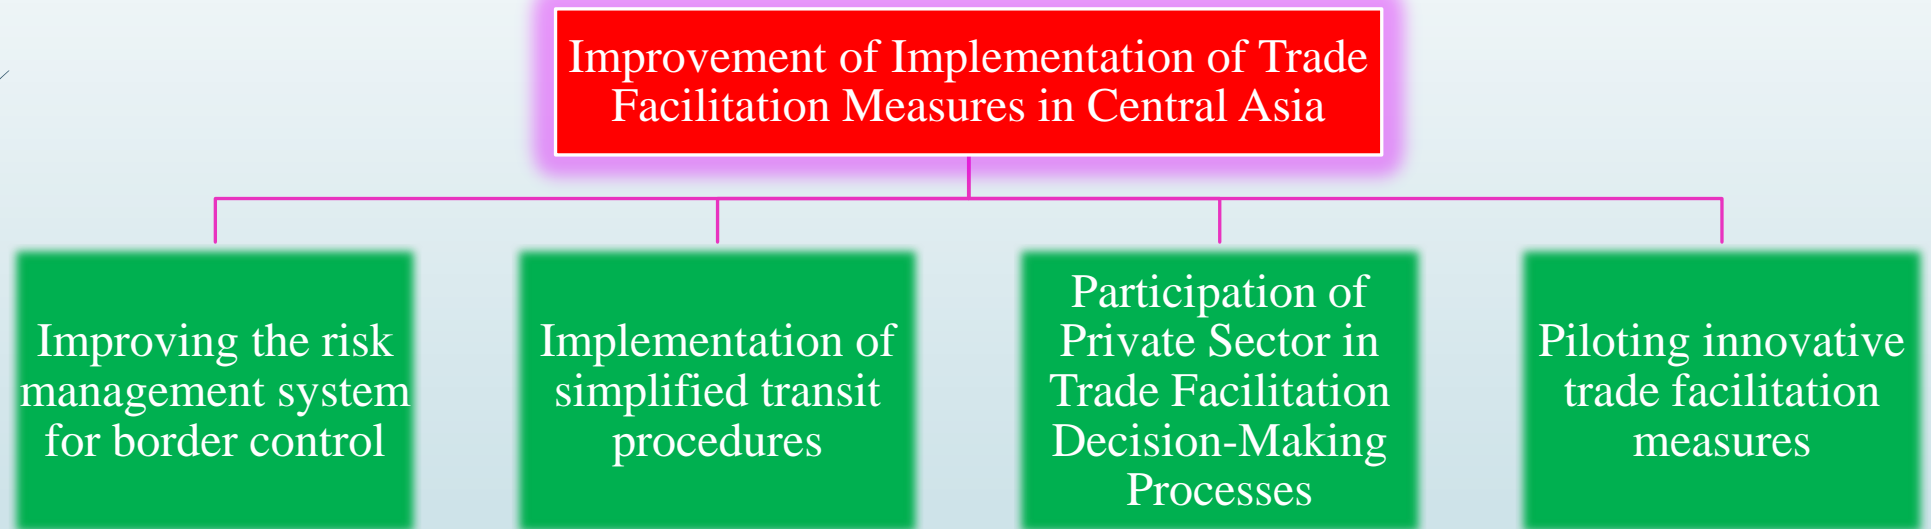 Improvement of Implementation of Trade
Facilitation Measures in Central Asia
Improving the risk
management system
for border control
Implementation of
simplified transit
procedures
Participation of
Private Sector in
Trade Facilitation
Decision-Making
Processes
Piloting innovative
trade facilitation
measures